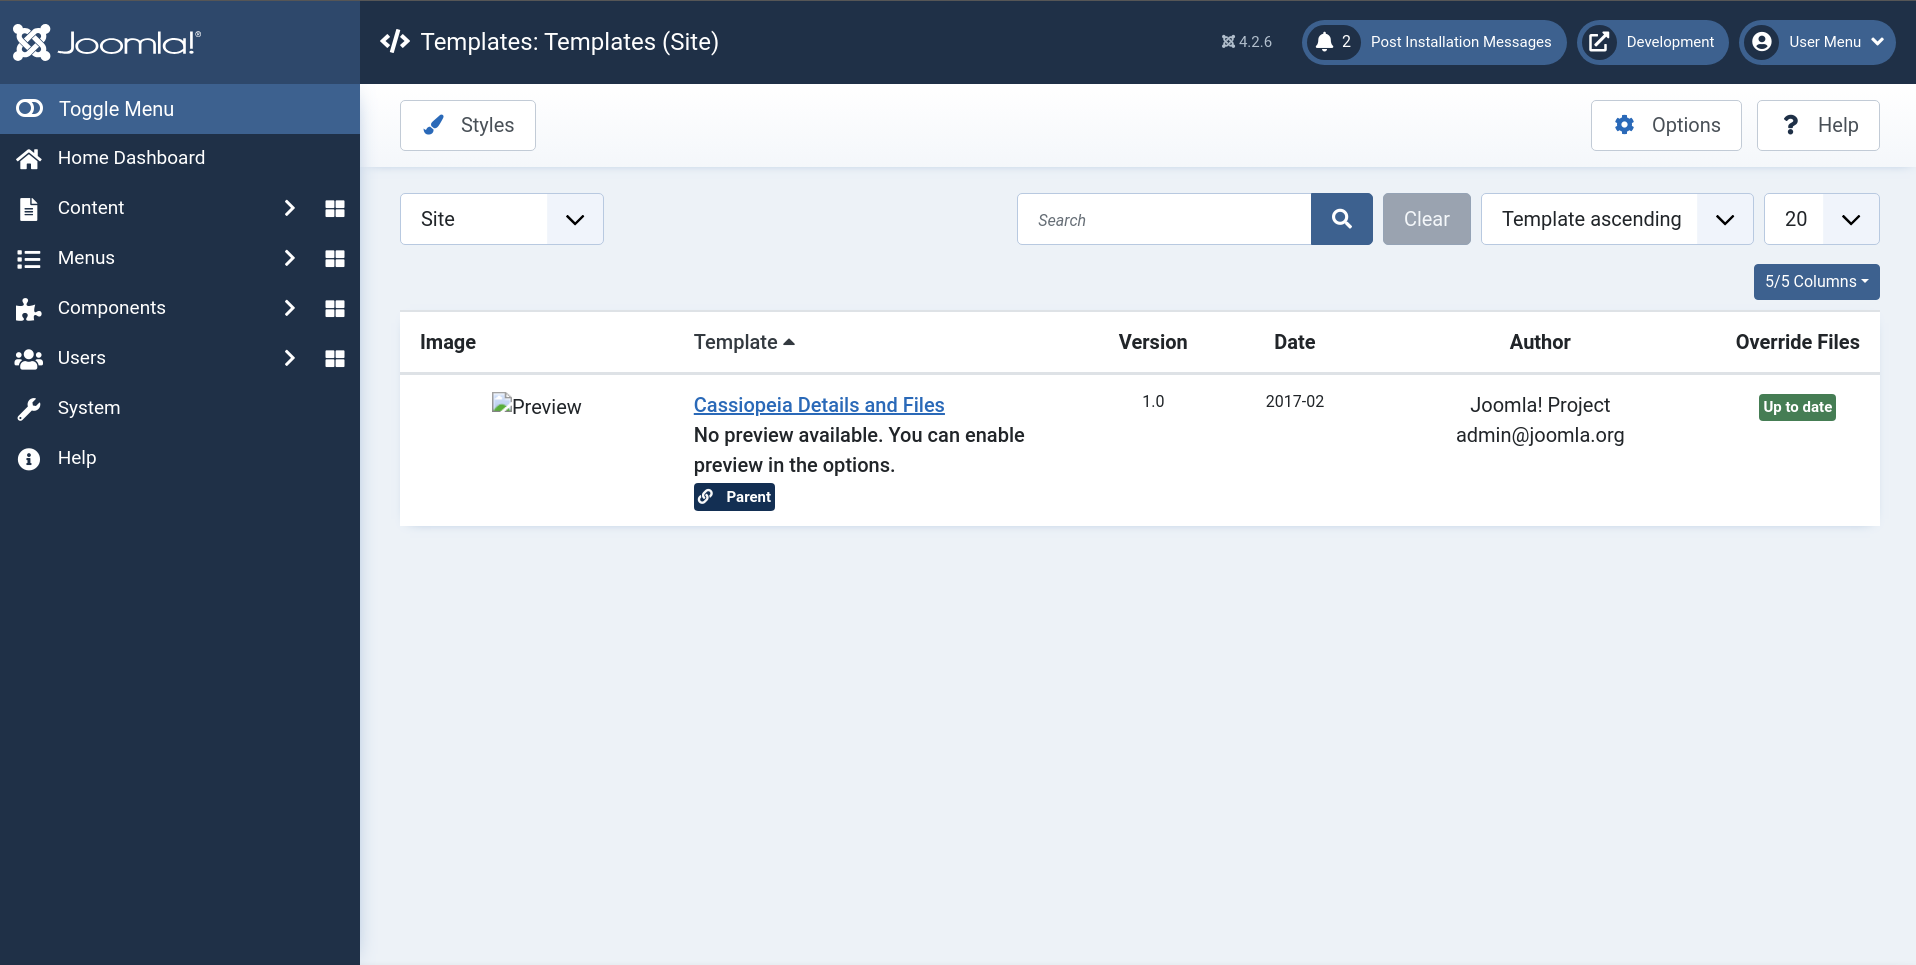 Joomla!®
Templates: Templates (Site)
4.2.6
2 Post Installation Messages
Development
User Menu
Toggle Menu
Home Dashboard
Content
Menus
Components
Users
System
Help
Styles
Options
Help
Site
Search
Clear
Template ascending
20
5/5 Columns
Image Template Version Date Author Override Files
Preview
Cassiopeia Details and Files
No preview available. You can enable
preview in the options.
Parent
1.0
2017-02
Joomla! Project
admin@joomla.org
Up to date